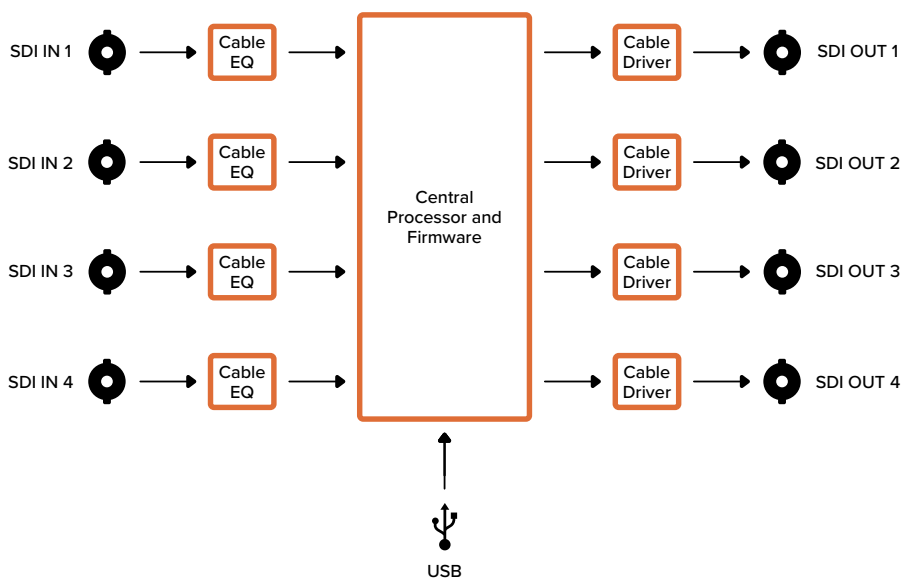 SDI IN 1
Cable
EQ
Cable
Driver
SDI OUT 1
SDI IN 2
Cable
EQ
Cable
Driver
SDI OUT 2
Central
Processor and
Firmware
SDI IN 3
Cable
EQ
Cable
Driver
SDI OUT 3
SDI IN 4
Cable
EQ
Cable
Driver
SDI OUT 4
USB